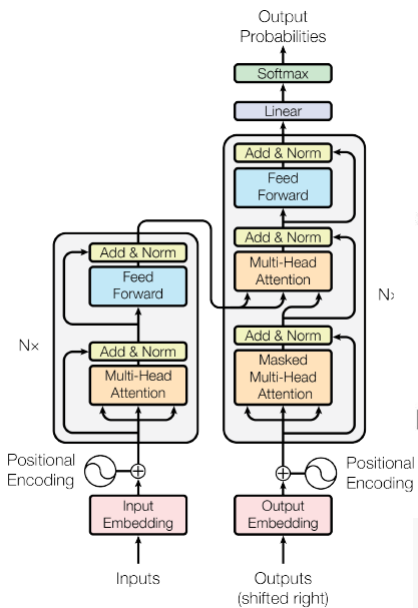 Output
Probabilities
Softmax
Linear
Add & Norm
Feed
Forward
Add & Norm
Multi-Head
Attention
Add & Norm
Masked
Multi-Head
Attention
Nx
Add & Norm
Feed
Forward
Add & Norm
Multi-Head
Attention
N×
Positional
Encoding
Positional
Encoding
Input
Embedding
Output
Embedding
Inputs
Outputs
(shifted right)